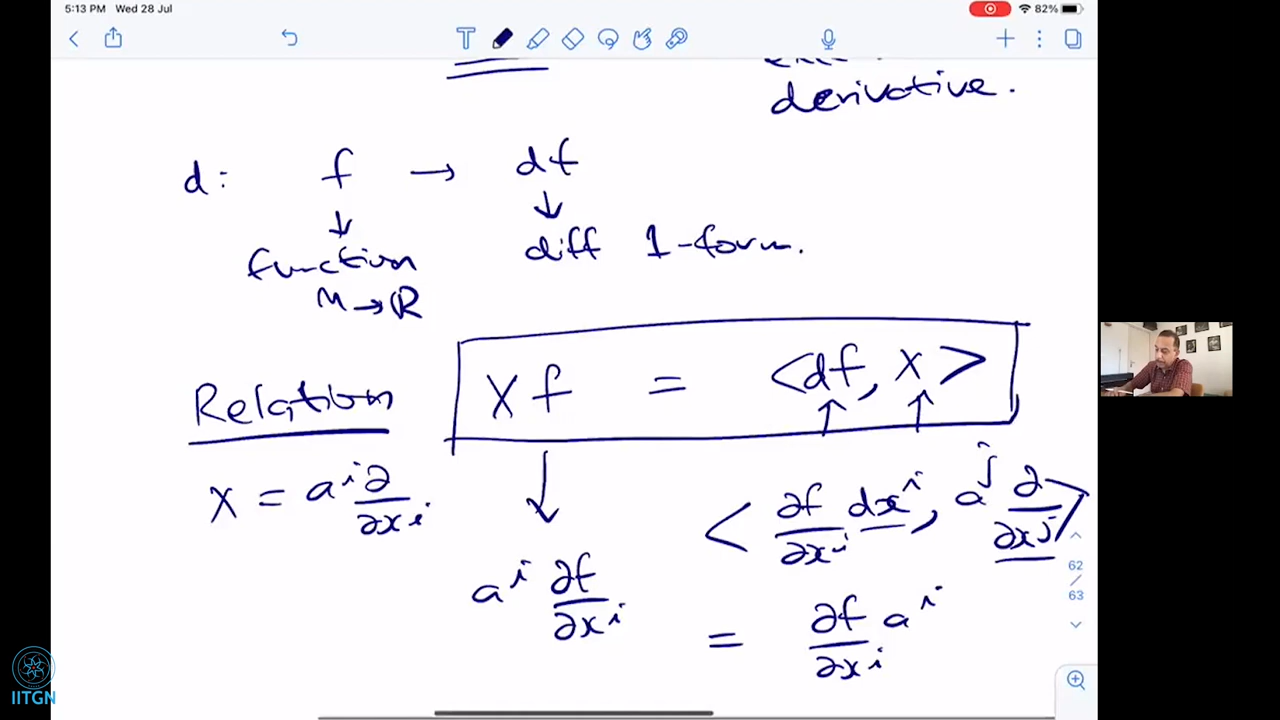 5:13 PM Wed 28 Jul
82%
T
derivative.
d: f → df
↓ ↓
function diff 1-form.
M → R
Relation Xf = <df, X>
↑ ↑
X = a^i ∂/∂x^i
↓
< ∂f/∂x^i dx^i, a^j ∂/∂x^j >
a^i ∂f/∂x^i
= ∂f/∂x^i a^i
62
/
63
IITGN